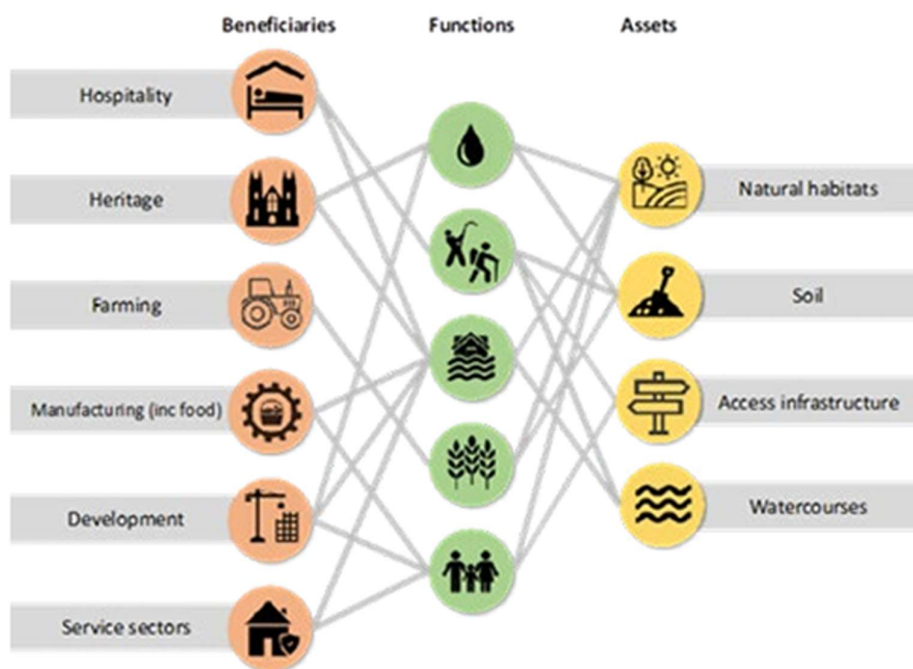 Beneficiaries Functions Assets
Hospitality
Heritage
Natural habitats
Farming
Soil
Manufacturing (inc food)
Access infrastructure
Development
Watercourses
Service sectors